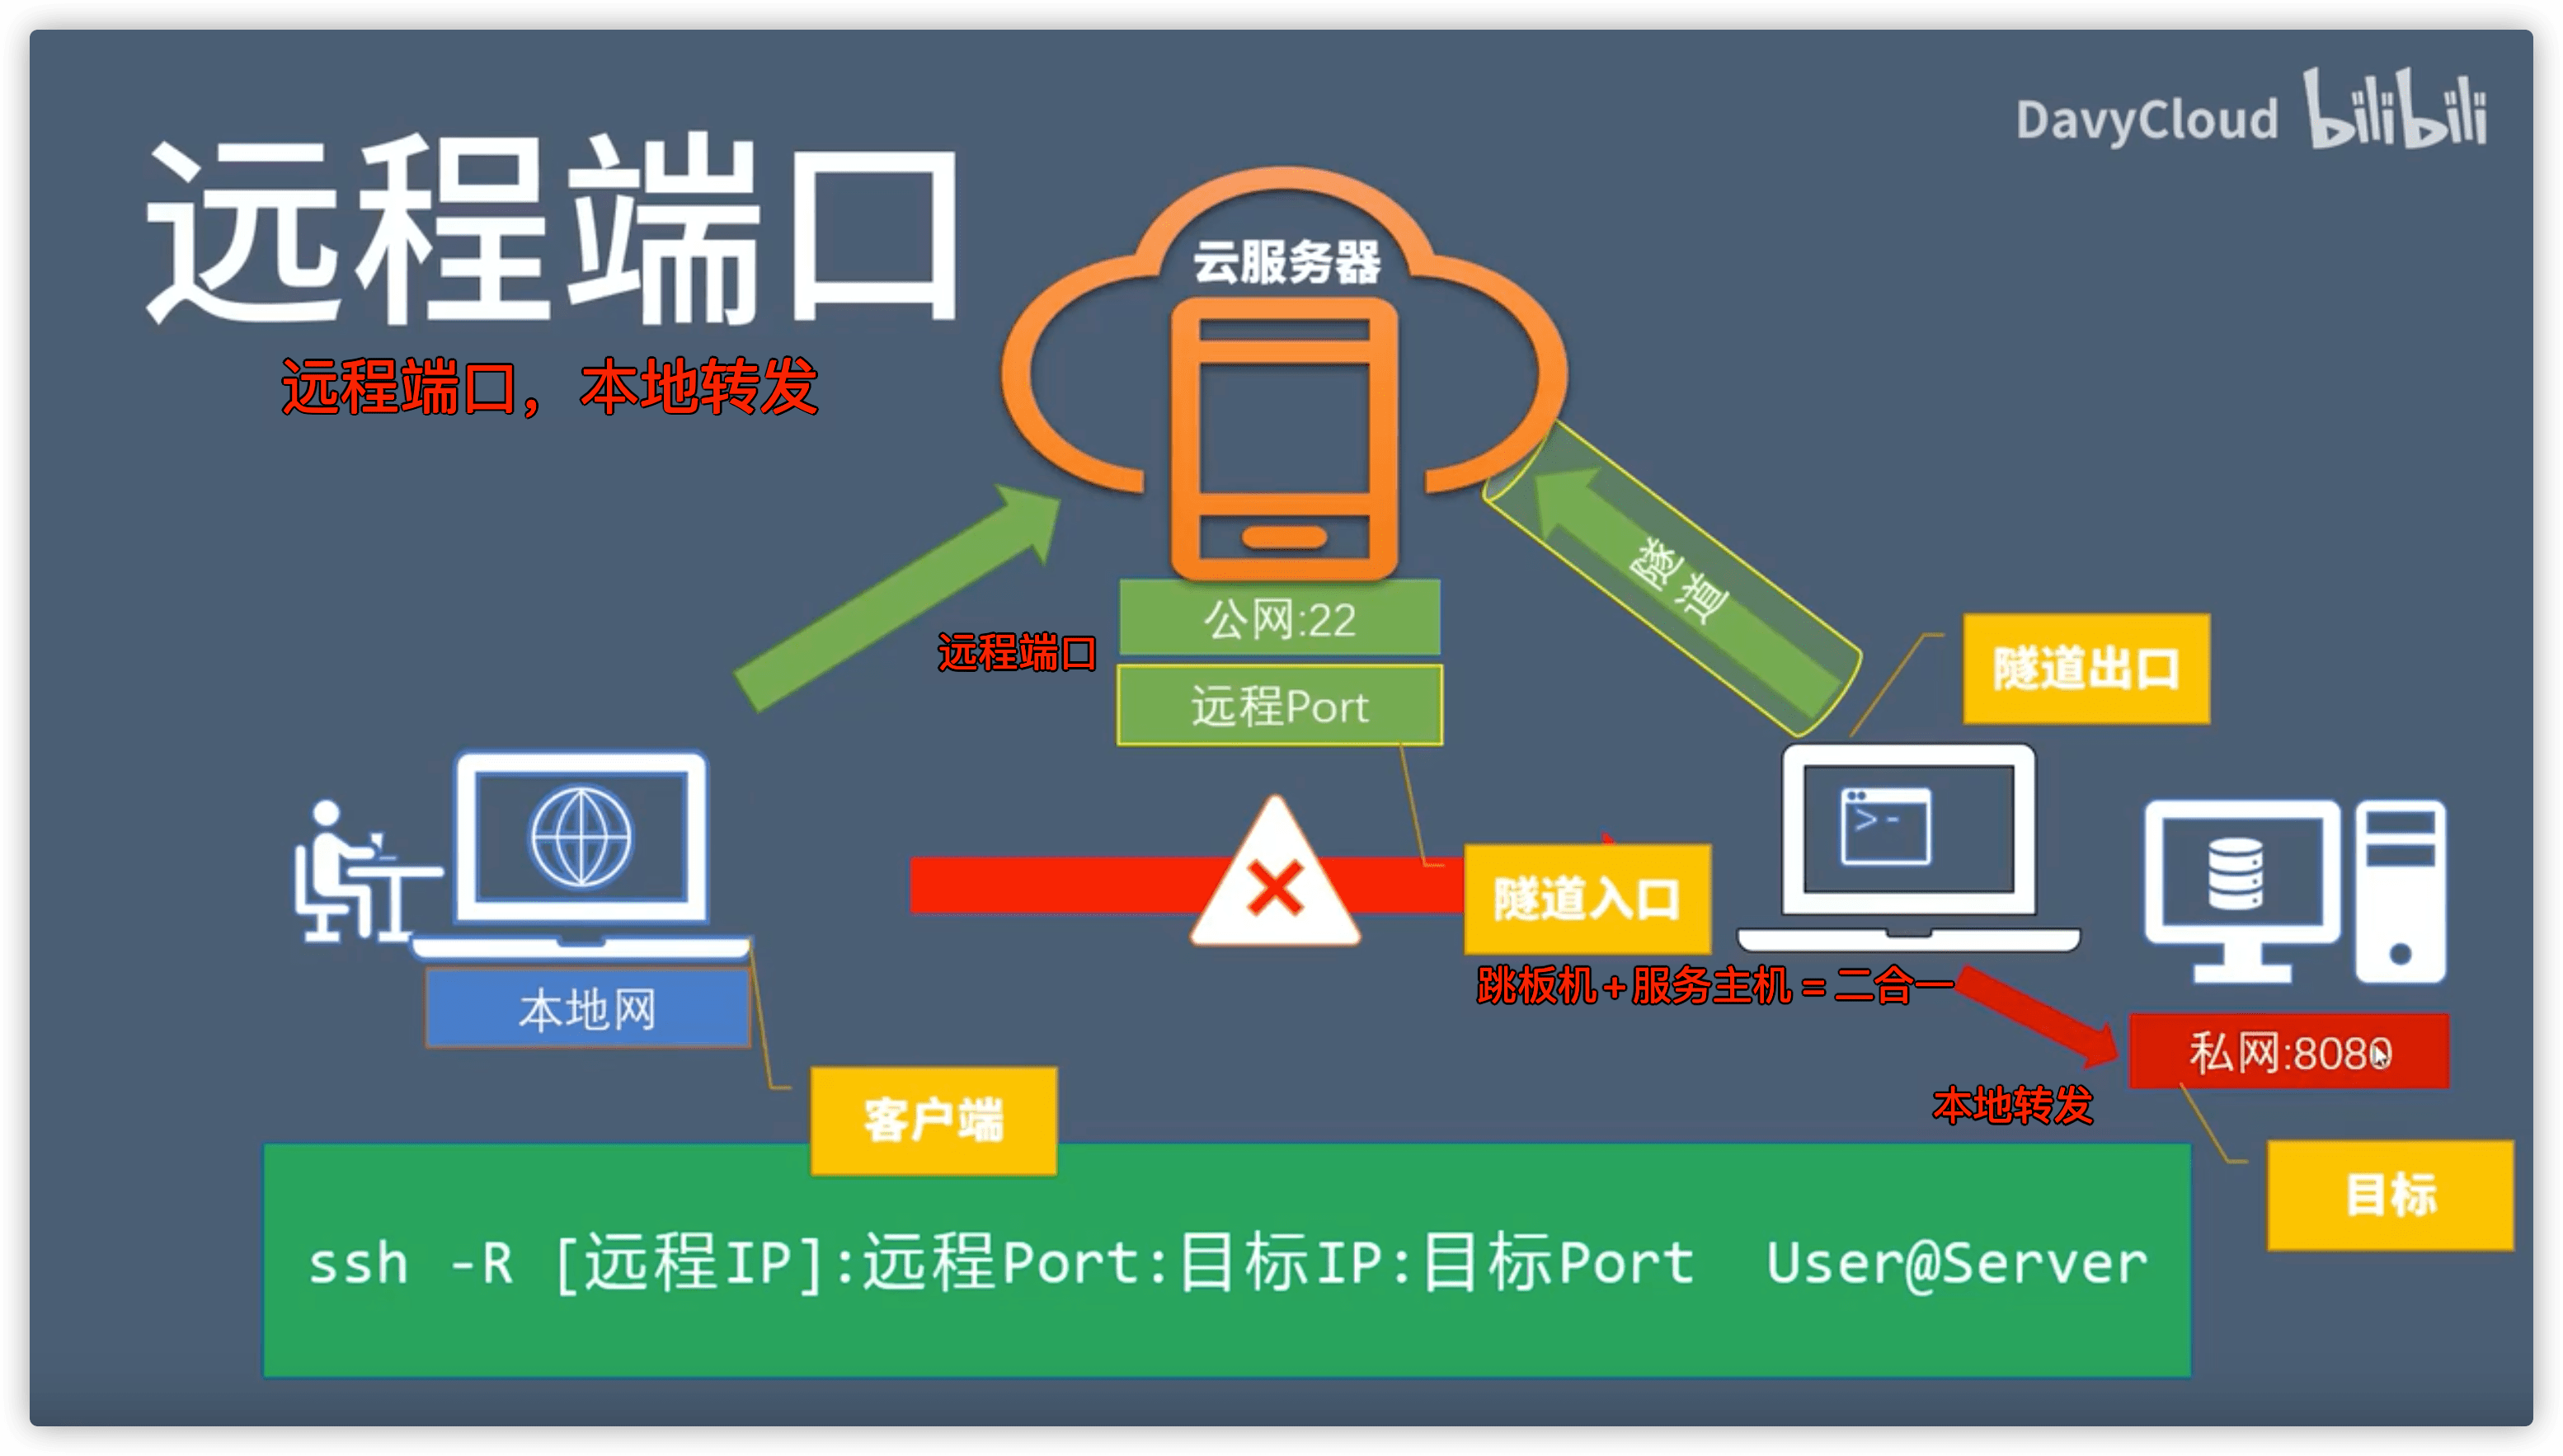 DavyCloud bilibili
远程端口
远程端口，本地转发
云服务器
隧道
公网:22
远程端口
远程Port
隧道出口
隧道入口
跳板机+服务主机=二合一
本地网
私网:8080
本地转发
客户端
目标
ssh -R [远程IP]:远程Port:目标IP:目标Port User@Server